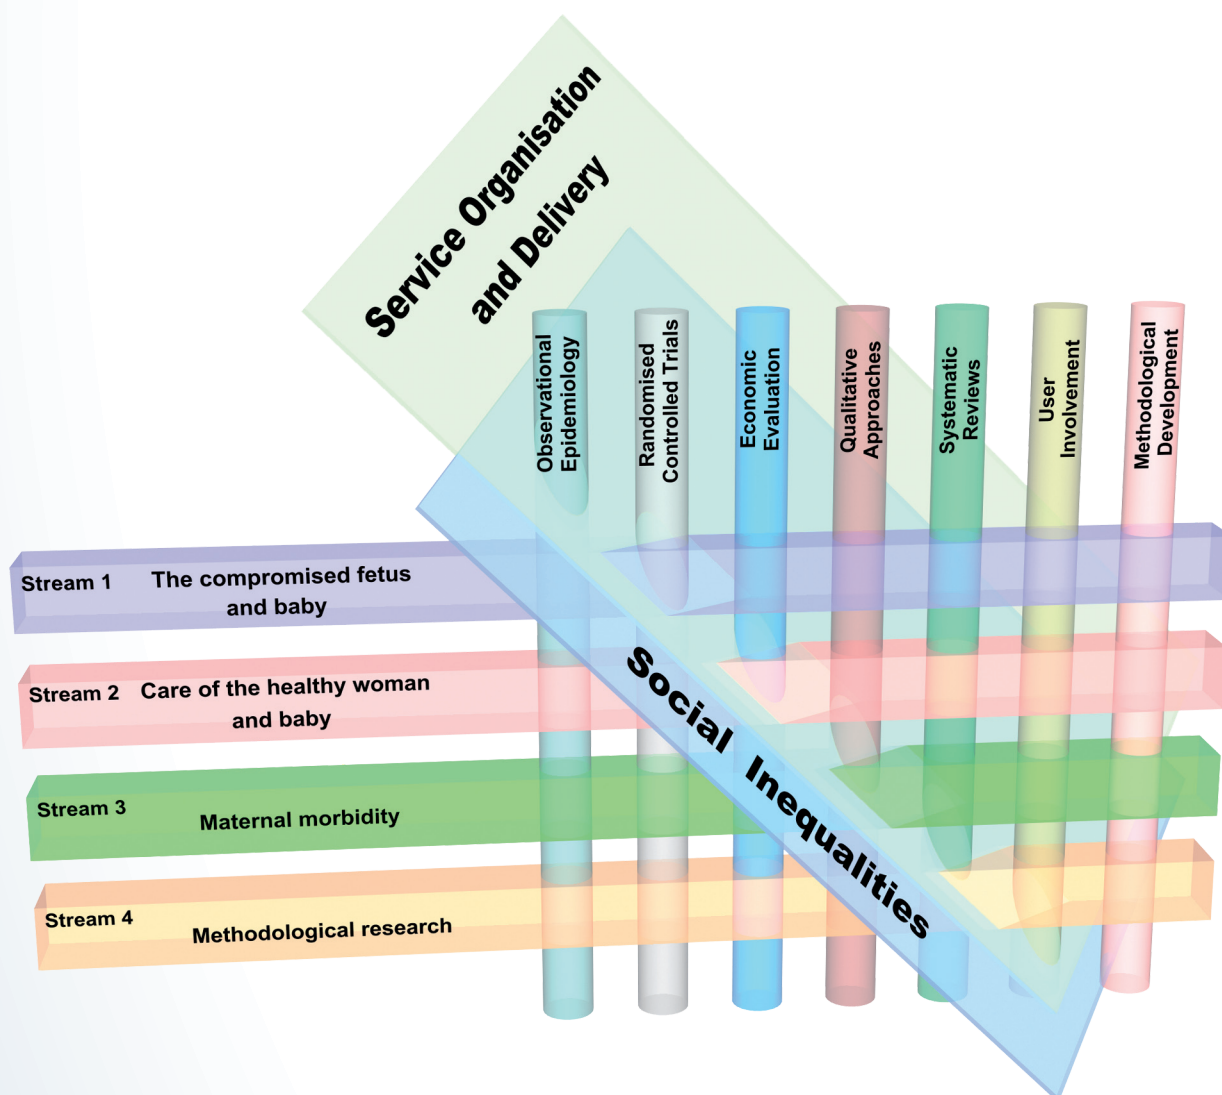 Service Organisation
and Delivery
Observational
Epidemiology
Randomised
Controlled Trials
Economic
Evaluation
Qualitative
Approaches
Systematic
Reviews
User
Involvement
Methodological
Development
Stream 1 The compromised fetus
and baby
Stream 2 Care of the healthy woman
and baby
Stream 3 Maternal morbidity
Stream 4 Methodological research
Social Inequalities